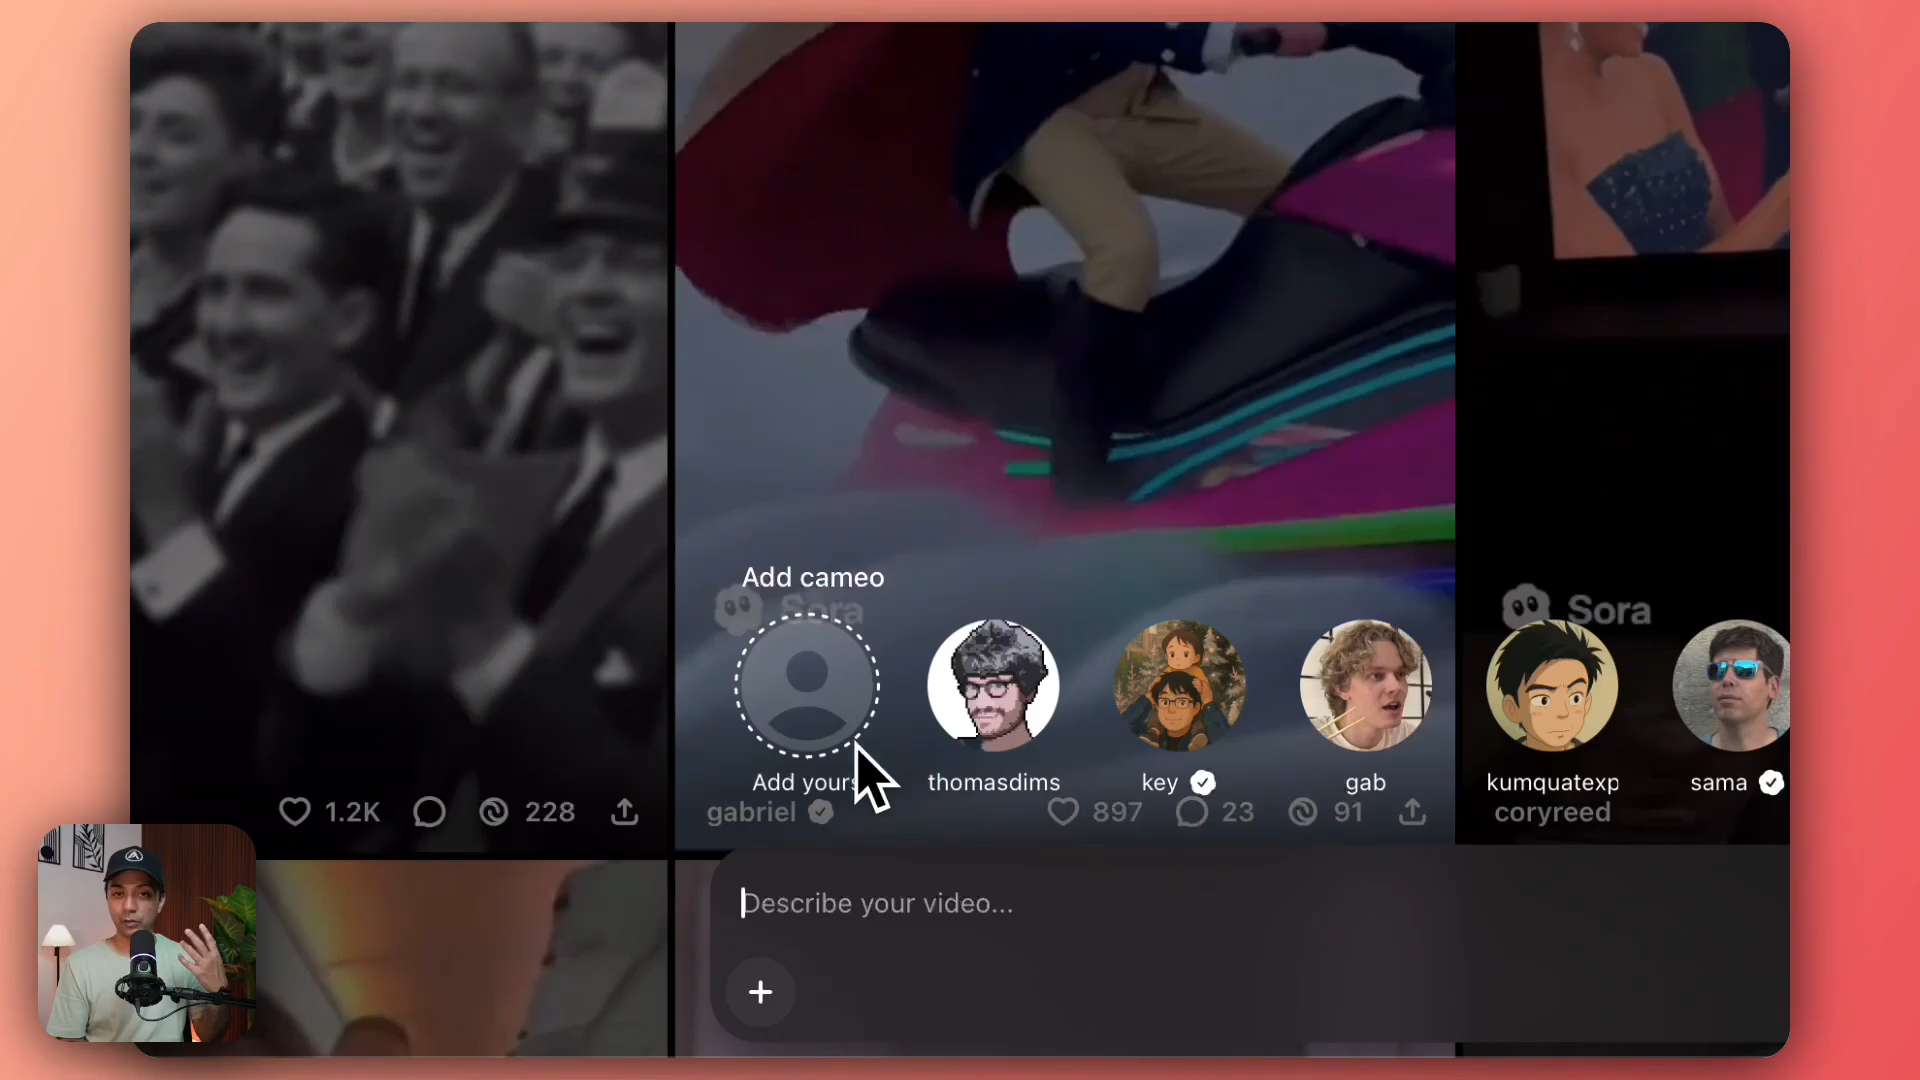 Add cameo
Sora
Sora
Add yours
thomasdims
key
gab
kumquatexp
sama
1.2K
228
gabriel
897
23
91
coryreed
Describe your video...